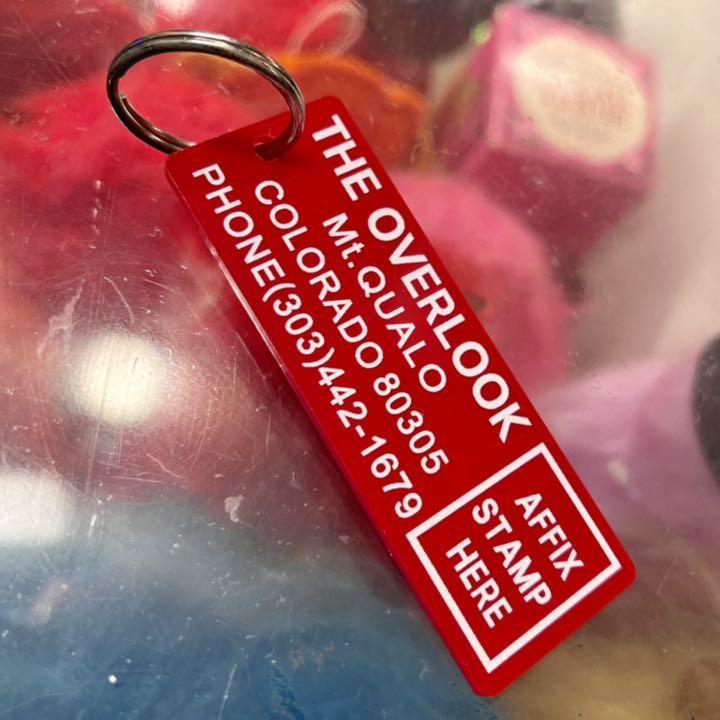 THE OVERLOOK
Mt.QUALO
COLORADO 80305
PHONE(303)442-1679
AFFIX
STAMP
HERE